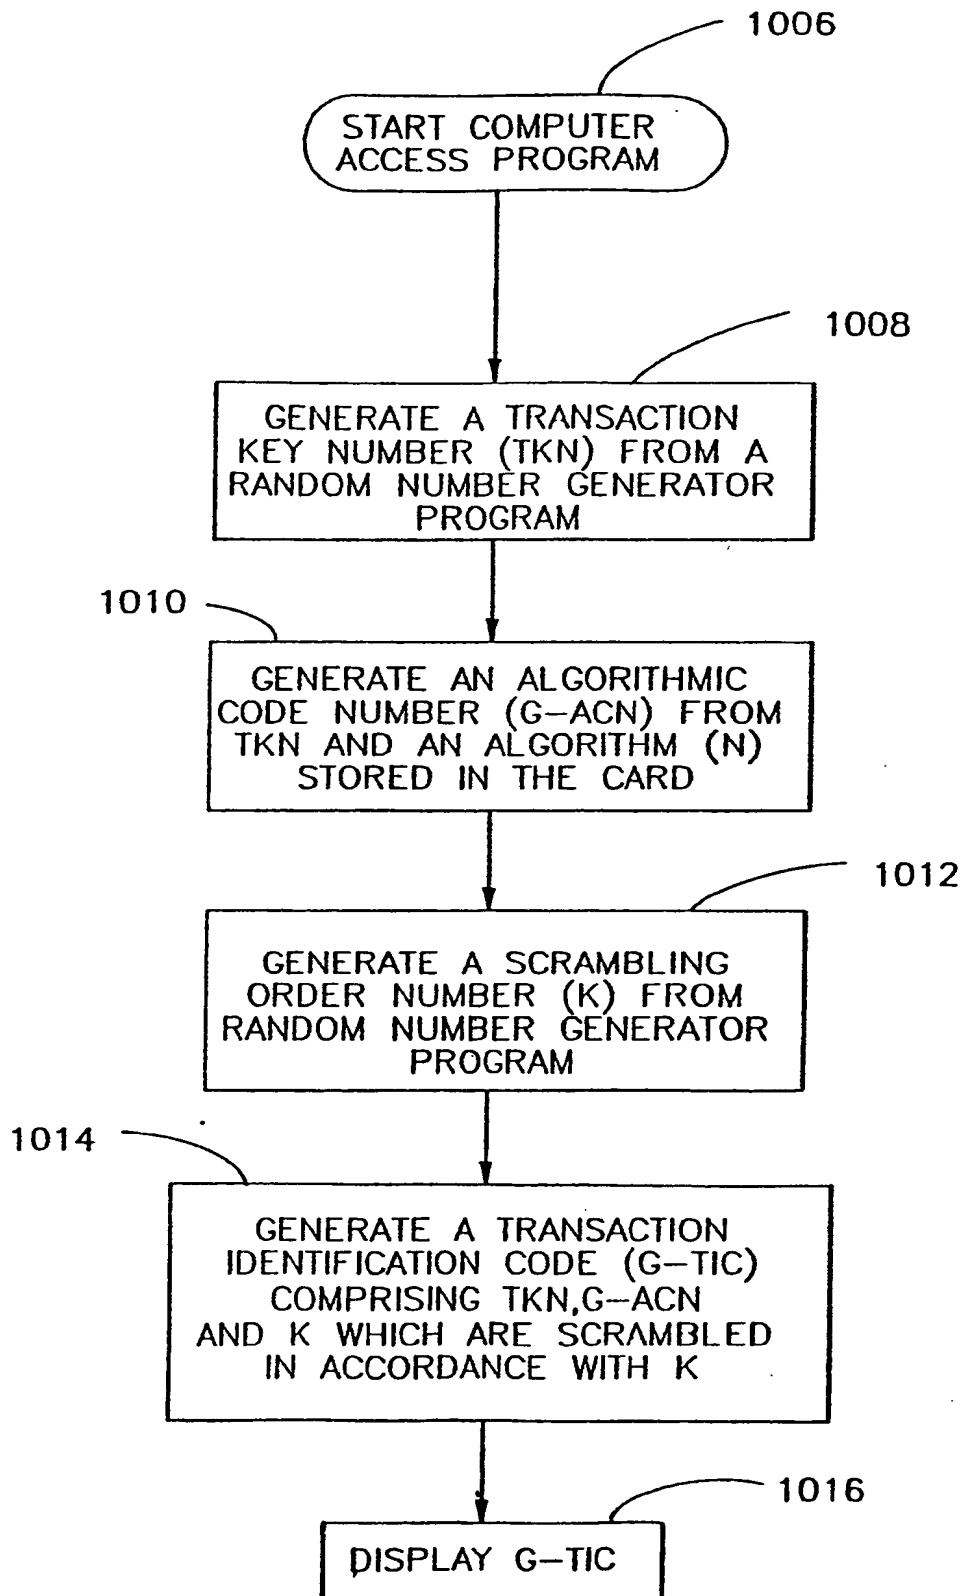 1006
START COMPUTER
ACCESS PROGRAM
1008
GENERATE A TRANSACTION
KEY NUMBER (TKN) FROM A
RANDOM NUMBER GENERATOR
PROGRAM
1010
GENERATE AN ALGORITHMIC
CODE NUMBER (G-ACN) FROM
TKN AND AN ALGORITHM (N)
STORED IN THE CARD
1012
GENERATE A SCRAMBLING
ORDER NUMBER (K) FROM
RANDOM NUMBER GENERATOR
PROGRAM
1014
GENERATE A TRANSACTION
IDENTIFICATION CODE (G-TIC)
COMPRISING TKN,G-ACN
AND K WHICH ARE SCRAMBLED
IN ACCORDANCE WITH K
1016
DISPLAY G-TIC